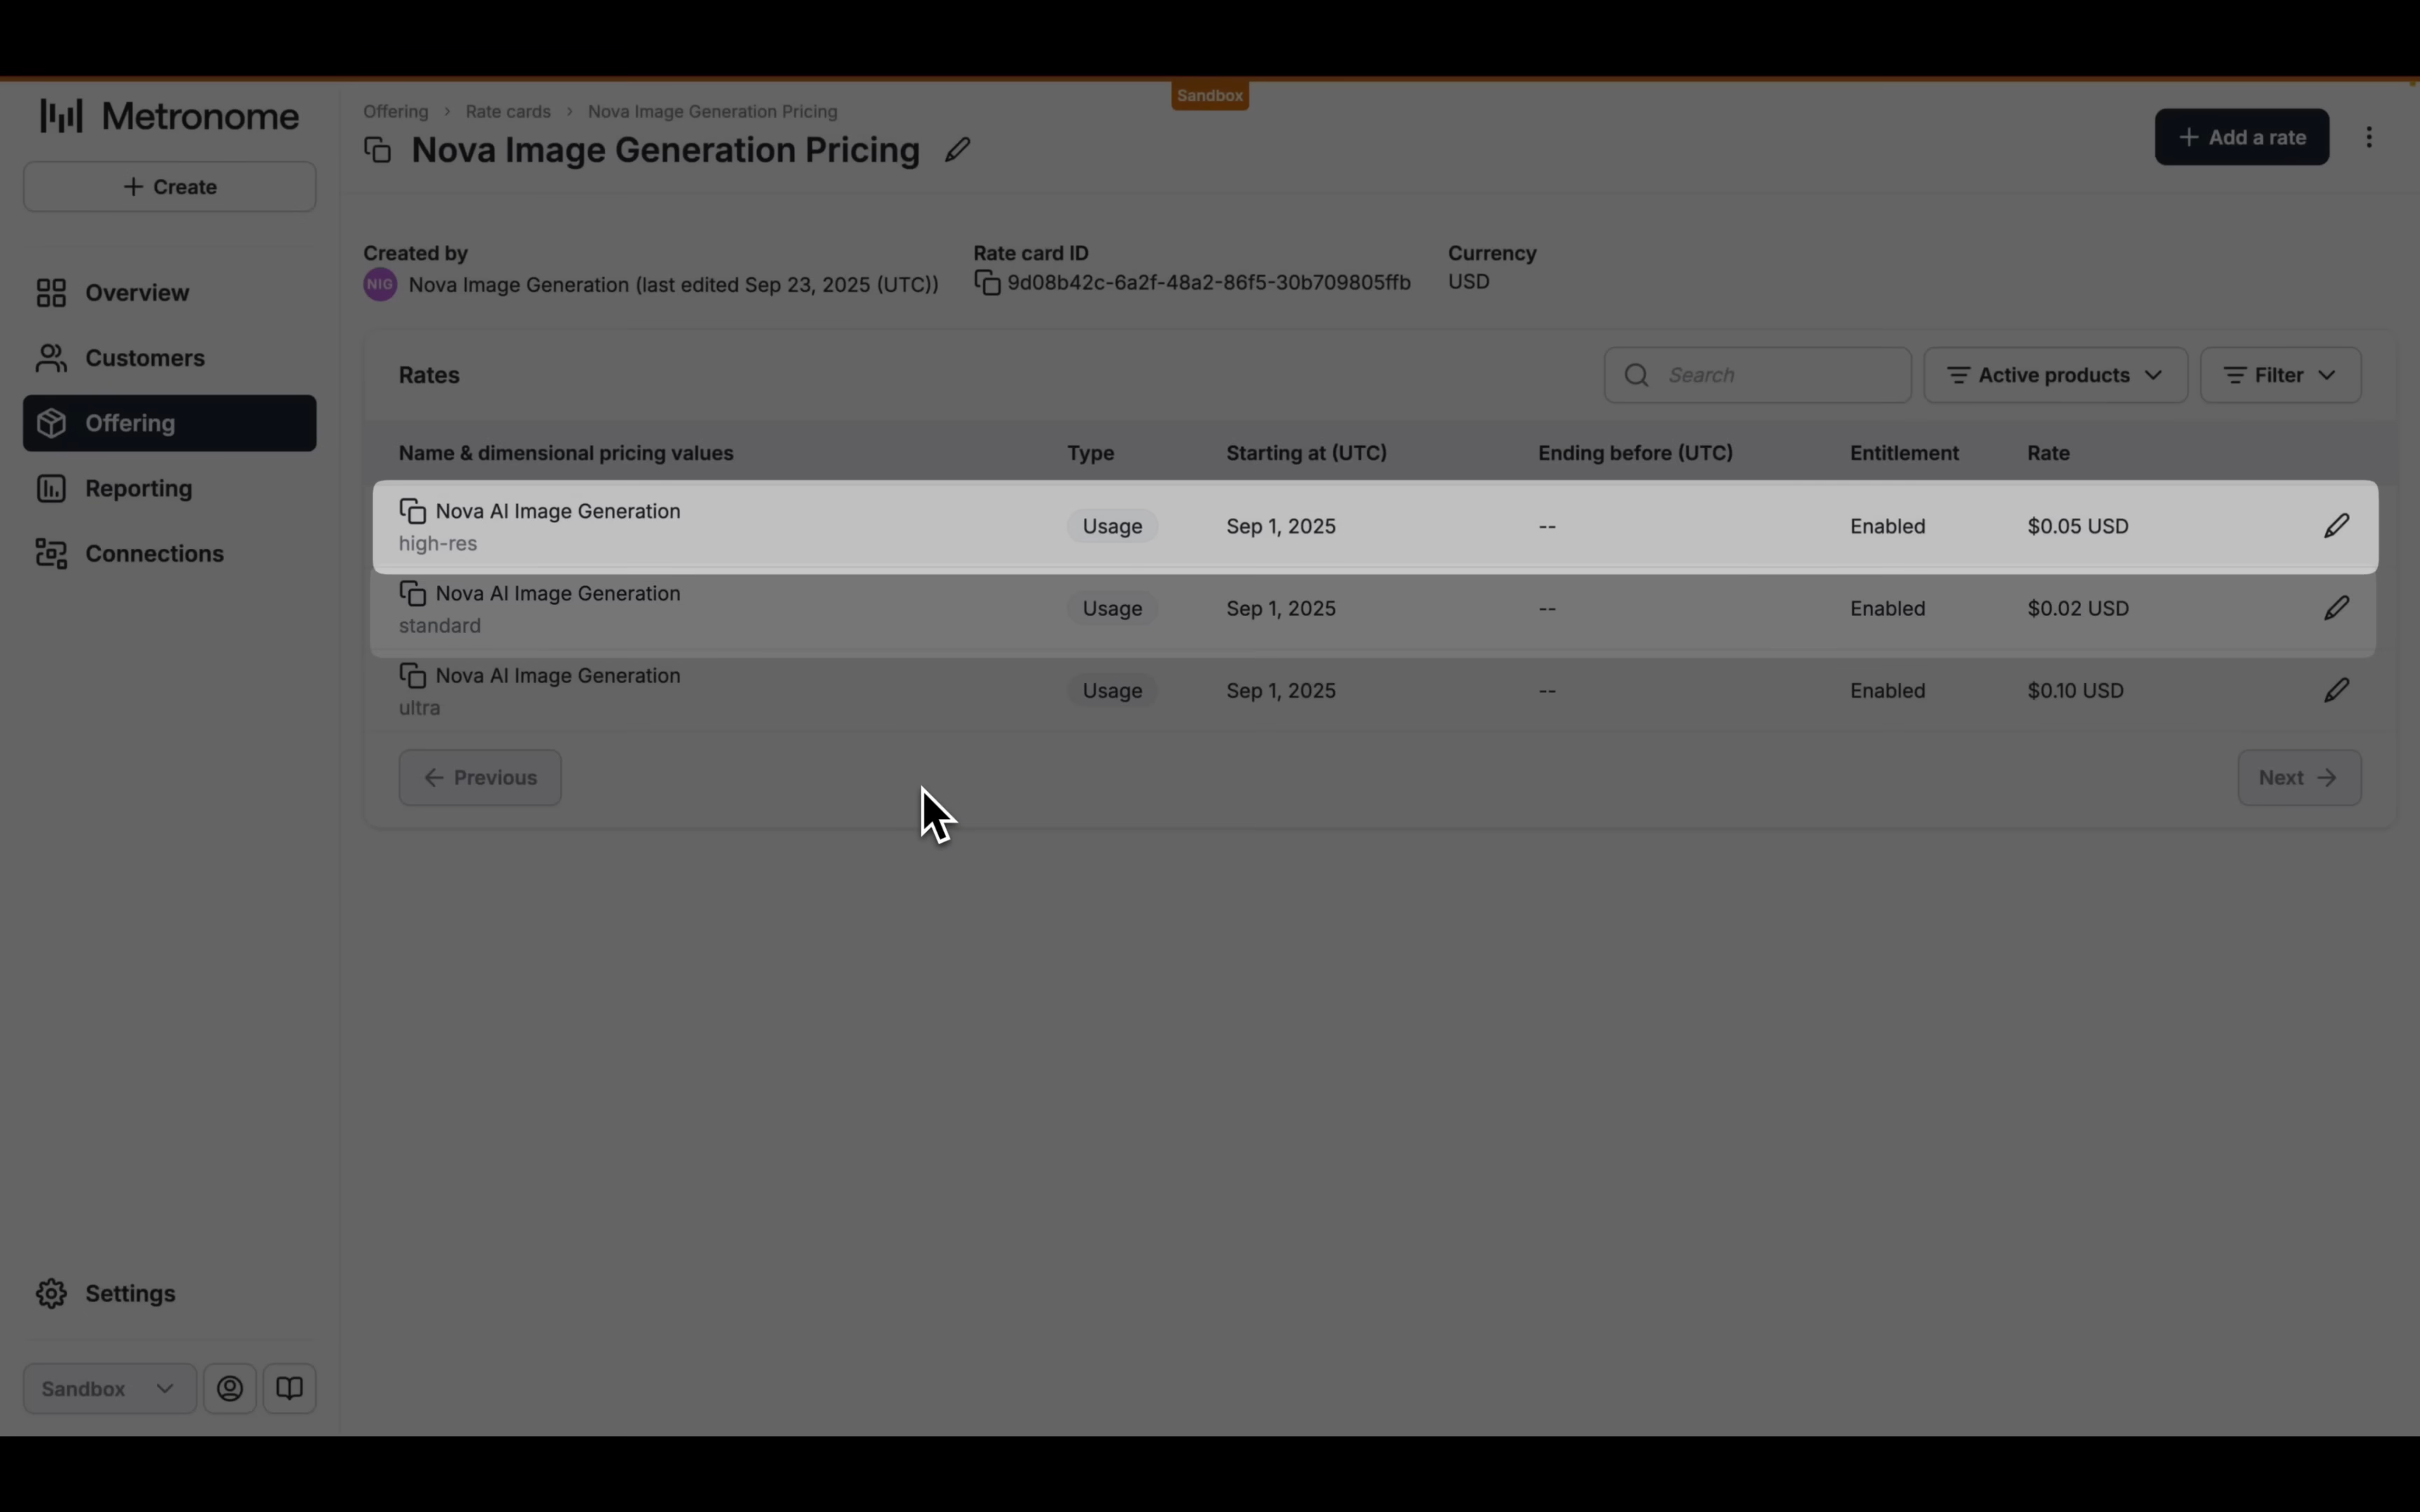 Sandbox
Metronome
Create
Overview
Customers
Offering
Reporting
Connections
Settings
Sandbox
Offering > Rate cards > Nova Image Generation Pricing
Nova Image Generation Pricing
Add a rate
Created by
NIG Nova Image Generation (last edited Sep 23, 2025 (UTC))
Rate card ID
9d08b42c-6a2f-48a2-86f5-30b709805ffb
Currency
USD
Rates
Search
Active products
Filter
Name & dimensional pricing values Type Starting at (UTC) Ending before (UTC) Entitlement Rate
Nova AI Image Generation
high-res
Usage Sep 1, 2025 -- Enabled $0.05 USD
Nova AI Image Generation
standard
Usage Sep 1, 2025 -- Enabled $0.02 USD
Nova AI Image Generation
ultra
Usage Sep 1, 2025 -- Enabled $0.10 USD
Previous
Next